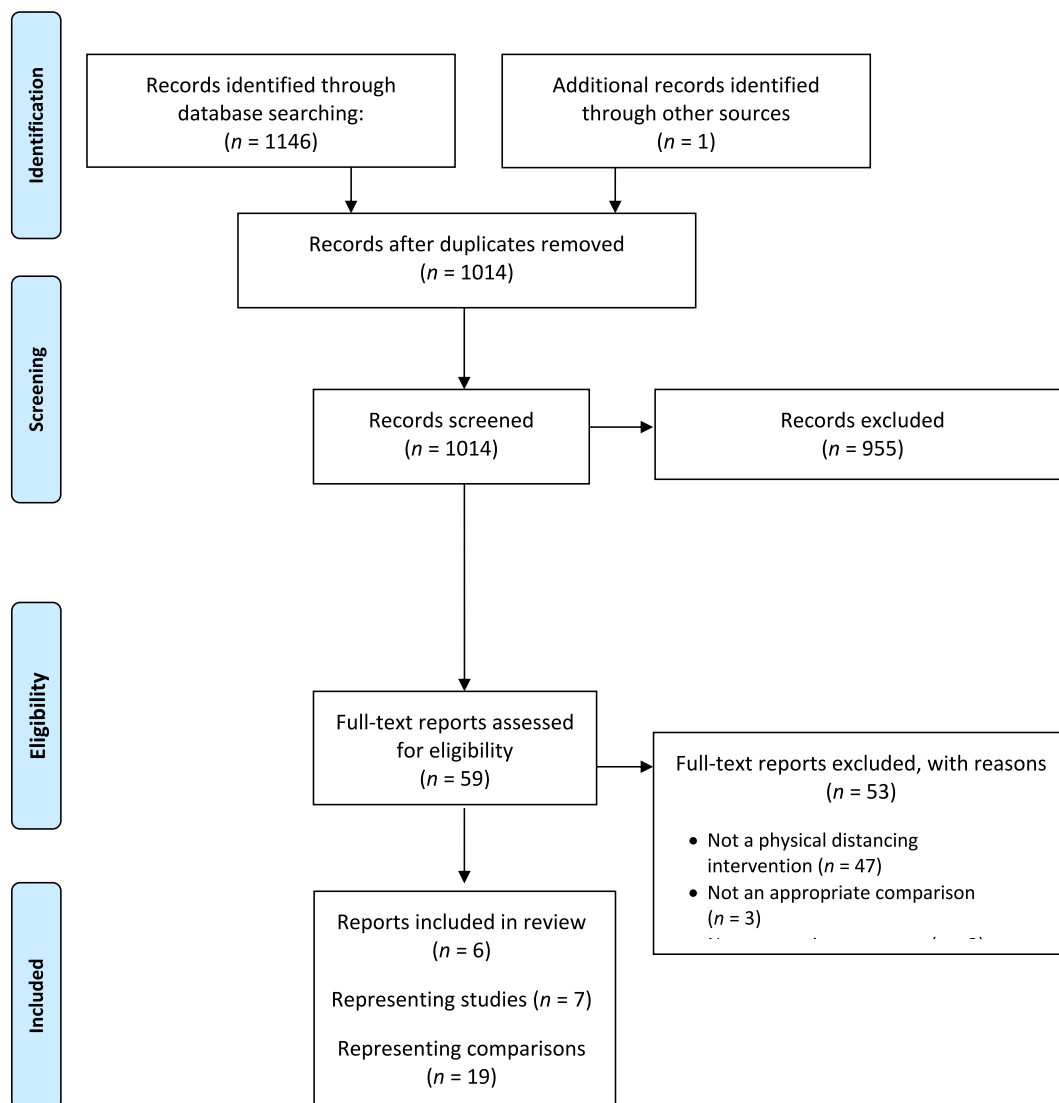 Identification
Records identified through
database searching:
(n = 1146)
Additional records identified
through other sources
(n = 1)
Records after duplicates removed
(n = 1014)
Screening
Records screened
(n = 1014)
Records excluded
(n = 955)
Eligibility
Full-text reports assessed
for eligibility
(n = 59)
Full-text reports excluded, with reasons
(n = 53)
• Not a physical distancing
intervention (n = 47)
• Not an appropriate comparison
(n = 3)
Included
Reports included in review
(n = 6)
Representing studies (n = 7)
Representing comparisons
(n = 19)